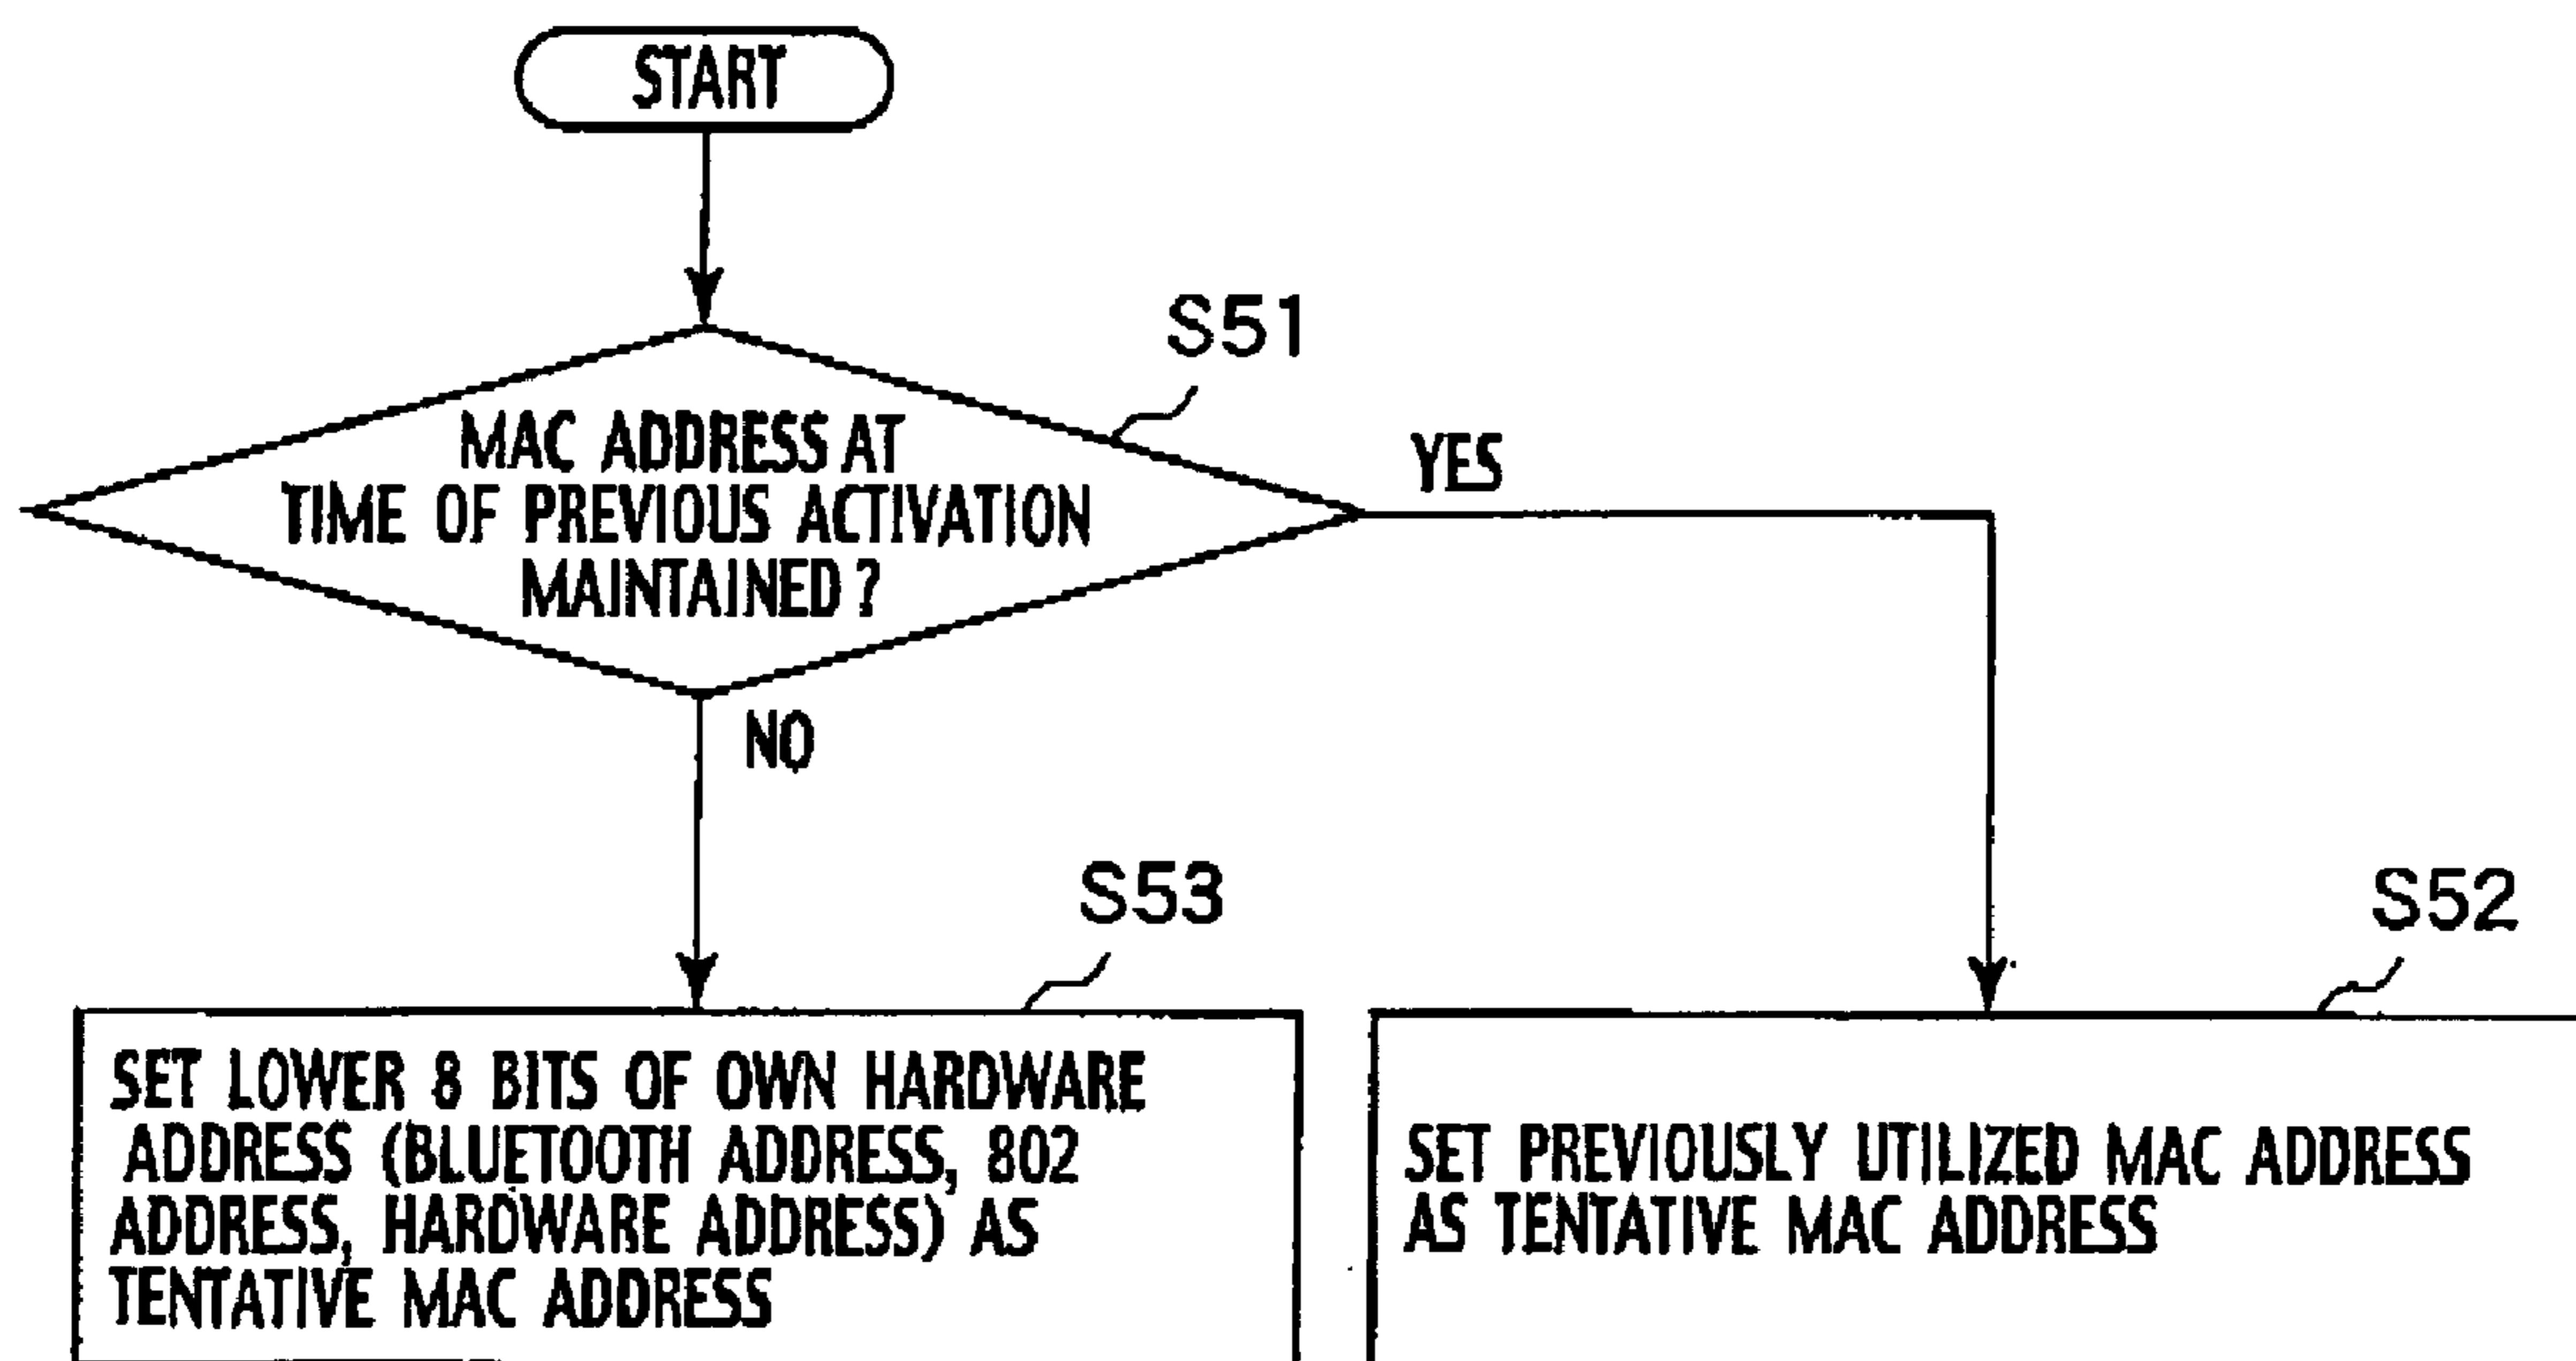 START
S51
MAC ADDRESS AT
TIME OF PREVIOUS ACTIVATION
MAINTAINED ?
YES
NO
S53
SET LOWER 8 BITS OF OWN HARDWARE
ADDRESS (BLUETOOTH ADDRESS, 802
ADDRESS, HARDWARE ADDRESS) AS
TENTATIVE MAC ADDRESS
S52
SET PREVIOUSLY UTILIZED MAC ADDRESS
AS TENTATIVE MAC ADDRESS